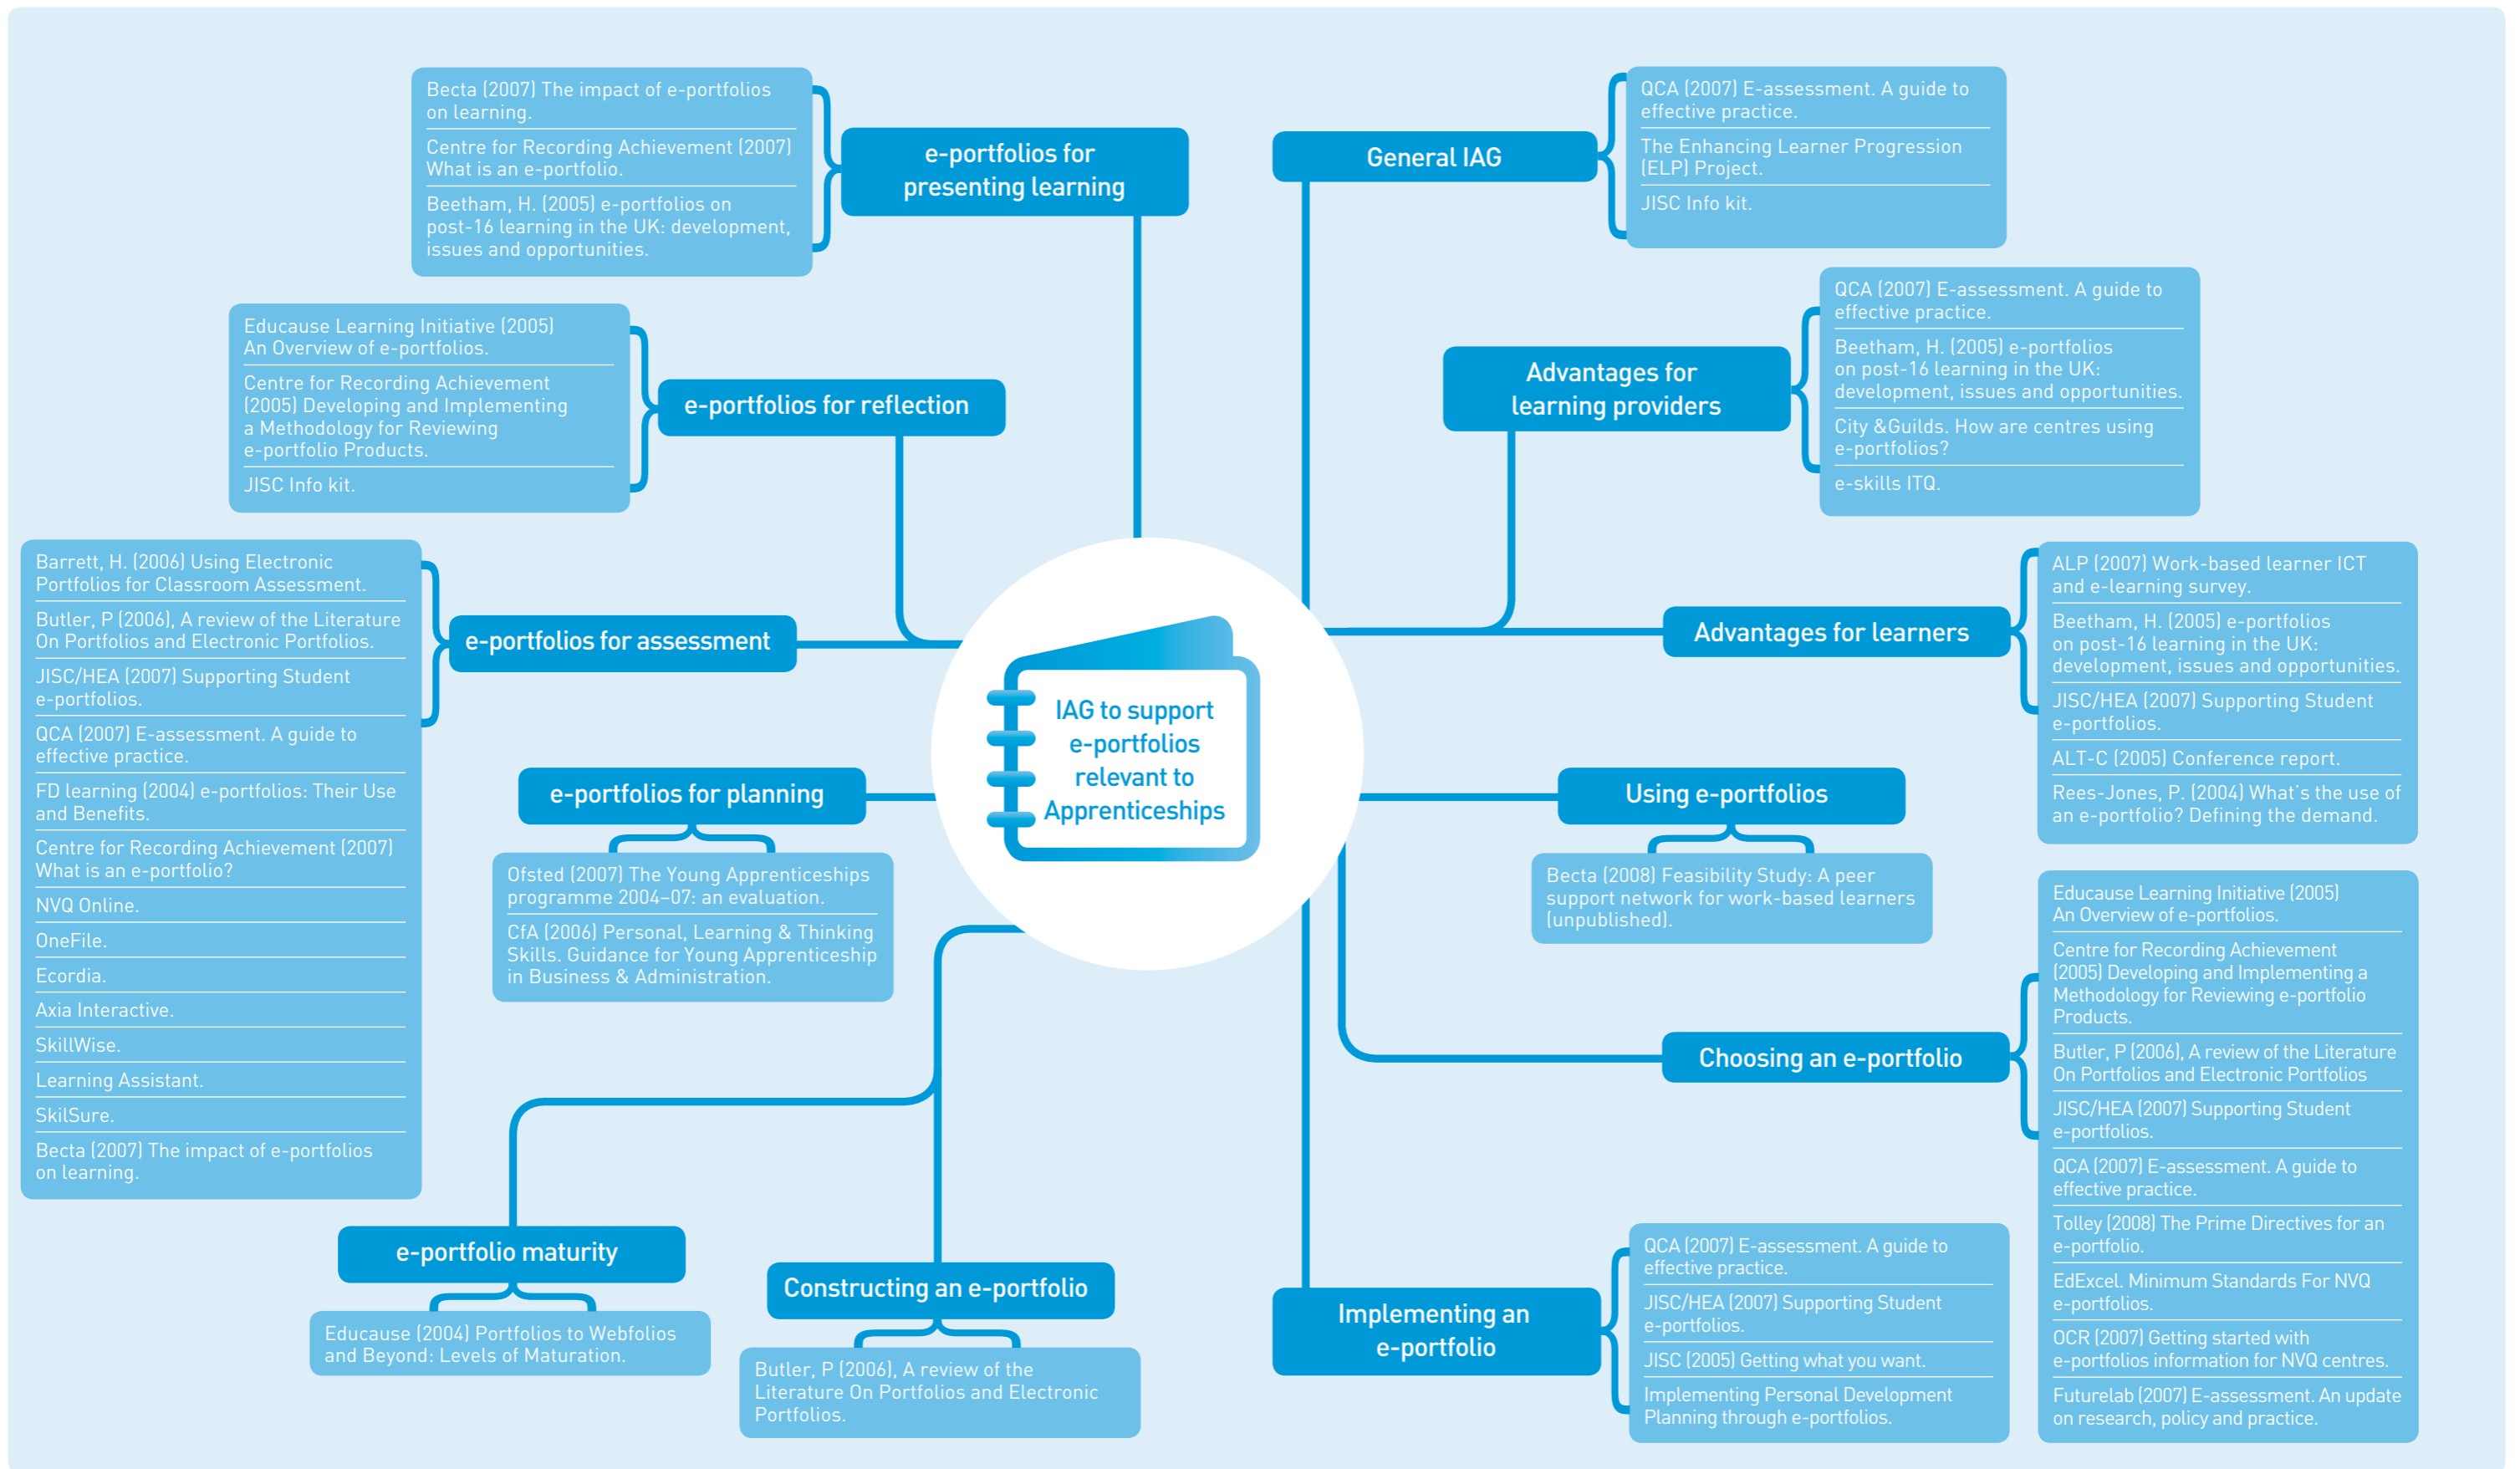 Becta (2007) The impact of e-portfolios
on learning.
Centre for Recording Achievement (2007)
What is an e-portfolio.
Beetham, H. (2005) e-portfolios on
post-16 learning in the UK: development,
issues and opportunities.
e-portfolios for
presenting learning
General IAG
QCA (2007) E-assessment. A guide to
effective practice.
The Enhancing Learner Progression
(ELP) Project.
JISC Info kit.
Educause Learning Initiative (2005)
An Overview of e-portfolios.
Centre for Recording Achievement
(2005) Developing and Implementing
a Methodology for Reviewing
e-portfolio Products.
JISC Info kit.
e-portfolios for reflection
Advantages for
learning providers
QCA (2007) E-assessment. A guide to
effective practice.
Beetham, H. (2005) e-portfolios
on post-16 learning in the UK:
development, issues and opportunities.
City &Guilds. How are centres using
e-portfolios?
e-skills ITQ.
Barrett, H. (2006) Using Electronic
Portfolios for Classroom Assessment.
Butler, P (2006), A review of the Literature
On Portfolios and Electronic Portfolios.
JISC/HEA (2007) Supporting Student
e-portfolios.
QCA (2007) E-assessment. A guide to
effective practice.
FD learning (2004) e-portfolios: Their Use
and Benefits.
Centre for Recording Achievement (2007)
What is an e-portfolio?
NVQ Online.
OneFile.
Ecordia.
Axia Interactive.
SkillWise.
Learning Assistant.
SkilSure.
Becta (2007) The impact of e-portfolios
on learning.
e-portfolios for assessment
IAG to support
e-portfolios
relevant to
Apprenticeships
Advantages for learners
ALP (2007) Work-based learner ICT
and e-learning survey.
Beetham, H. (2005) e-portfolios
on post-16 learning in the UK:
development, issues and opportunities.
JISC/HEA (2007) Supporting Student
e-portfolios.
ALT-C (2005) Conference report.
Rees-Jones, P. (2004) What's the use of
an e-portfolio? Defining the demand.
e-portfolios for planning
Ofsted (2007) The Young Apprenticeships
programme 2004–07: an evaluation.
CfA (2006) Personal, Learning & Thinking
Skills. Guidance for Young Apprenticeship
in Business & Administration.
Using e-portfolios
Becta (2008) Feasibility Study: A peer
support network for work-based learners
(unpublished).
Choosing an e-portfolio
Educause Learning Initiative (2005)
An Overview of e-portfolios.
Centre for Recording Achievement
(2005) Developing and Implementing a
Methodology for Reviewing e-portfolio
Products.
Butler, P (2006), A review of the Literature
On Portfolios and Electronic Portfolios
JISC/HEA (2007) Supporting Student
e-portfolios.
QCA (2007) E-assessment. A guide to
effective practice.
Tolley (2008) The Prime Directives for an
e-portfolio.
EdExcel. Minimum Standards For NVQ
e-portfolios.
OCR (2007) Getting started with
e-portfolios information for NVQ centres.
Futurelab (2007) E-assessment. An update
on research, policy and practice.
e-portfolio maturity
Educause (2004) Portfolios to Webfolios
and Beyond: Levels of Maturation.
Constructing an e-portfolio
Butler, P (2006), A review of the
Literature On Portfolios and Electronic
Portfolios.
Implementing an
e-portfolio
QCA (2007) E-assessment. A guide to
effective practice.
JISC/HEA (2007) Supporting Student
e-portfolios.
JISC (2005) Getting what you want.
Implementing Personal Development
Planning through e-portfolios.